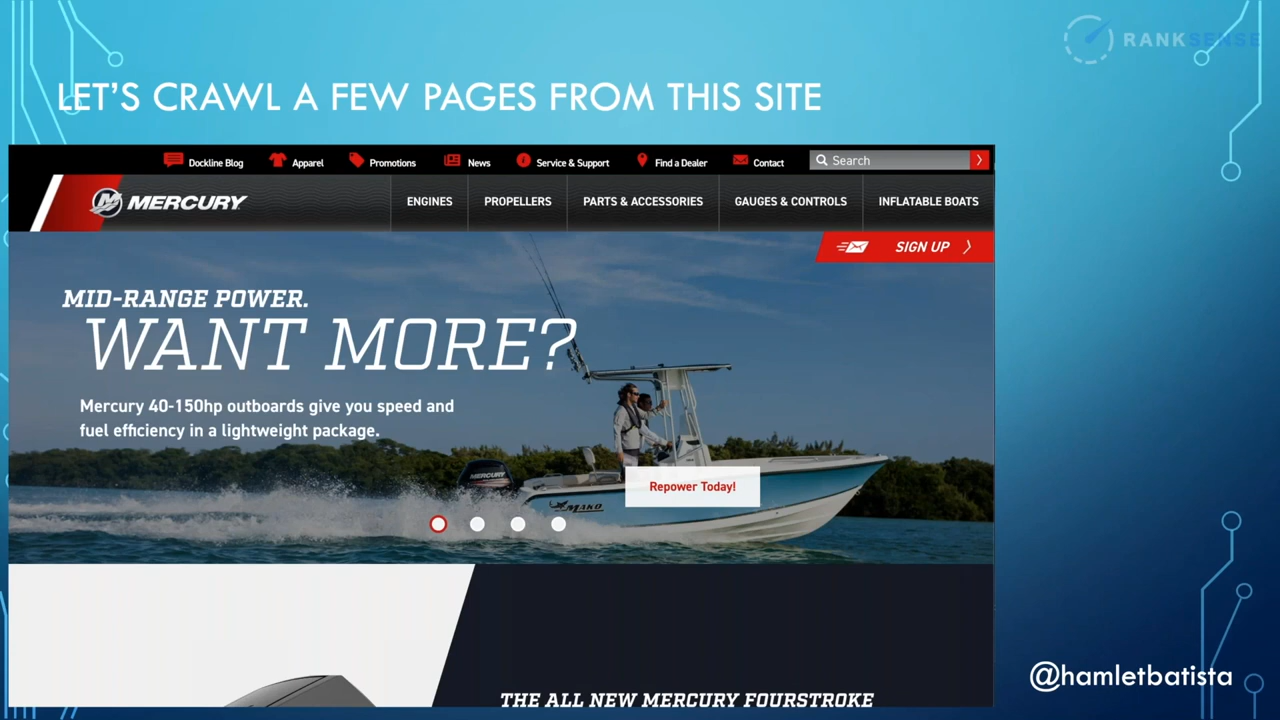 RANKSENSE
LET'S CRAWL A FEW PAGES FROM THIS SITE
Dockline Blog Apparel Promotions News Service & Support Find a Dealer Contact Search
MERCURY ENGINES PROPELLERS PARTS & ACCESSORIES GAUGES & CONTROLS INFLATABLE BOATS
SIGN UP
MID-RANGE POWER.
WANT MORE?
Mercury 40-150hp outboards give you speed and
fuel efficiency in a lightweight package.
MERCURY
Repower Today!
MAKO
@hamletbatista
THE ALL NEW MERCURY FOURSTROKE